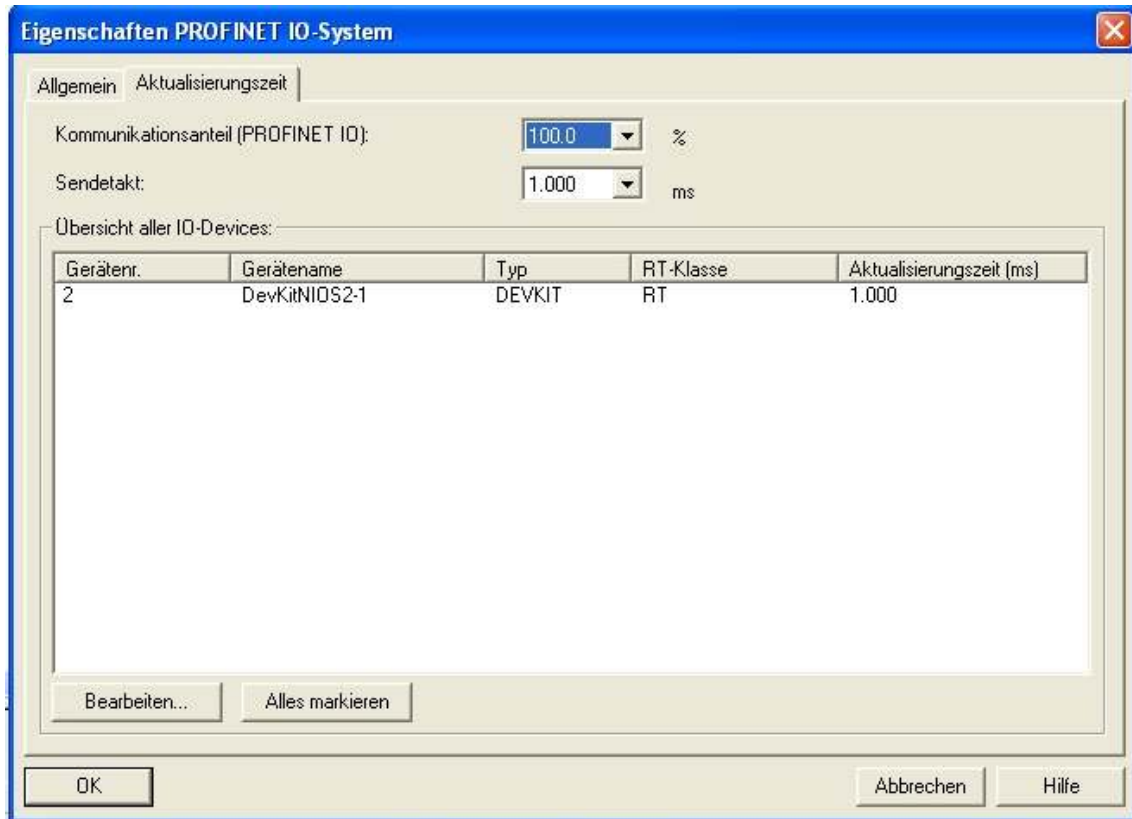 Eigenschaften PROFINET IO-System
Allgemein Aktualisierungszeit
Kommunikationsanteil (PROFINET IO): 100.0 %
Sendetakt: 1.000 ms
Übersicht aller IO-Devices:
Gerätenr. Gerätename Typ RT-Klasse Aktualisierungszeit (ms)
2 DevKitNIOS2-1 DEVKIT RT 1.000
Bearbeiten... Alles markieren
OK Abbrechen Hilfe